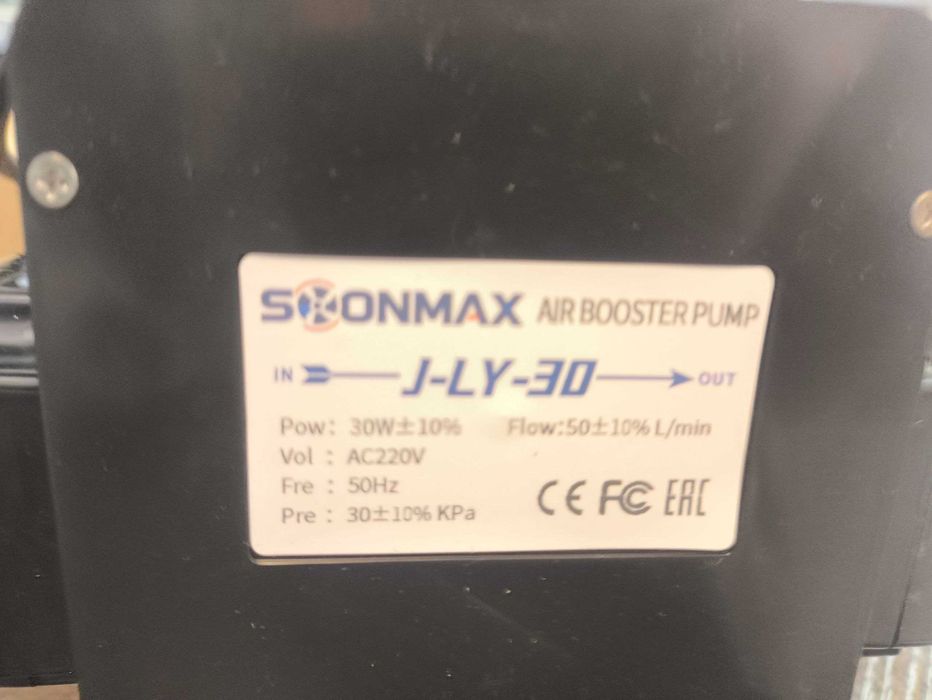 SOONMAX AIR BOOSTER PUMP
IN J-LY-30 OUT
Pow: 30W±10% Flow:50±10% L/min
Vol : AC220V
Fre : 50Hz
Pre : 30±10% KPa
CE FC EAC